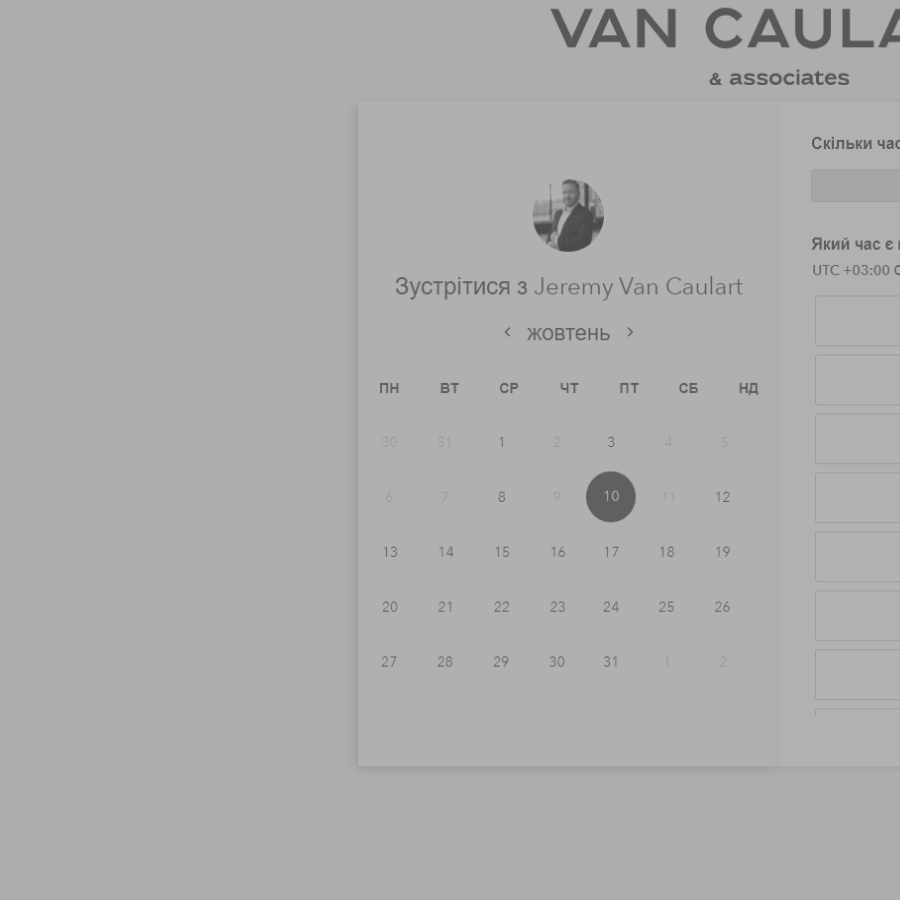 VAN CAULA
& associates
Скільки час
Який час є
UTC +03:00
Зустрітися з Jeremy Van Caulart
жовтень
ПН ВТ СР ЧТ ПТ СБ НД
30 31 1 2 3 4 5
6 7 8 9 10 11 12
13 14 15 16 17 18 19
20 21 22 23 24 25 26
27 28 29 30 31 1 2